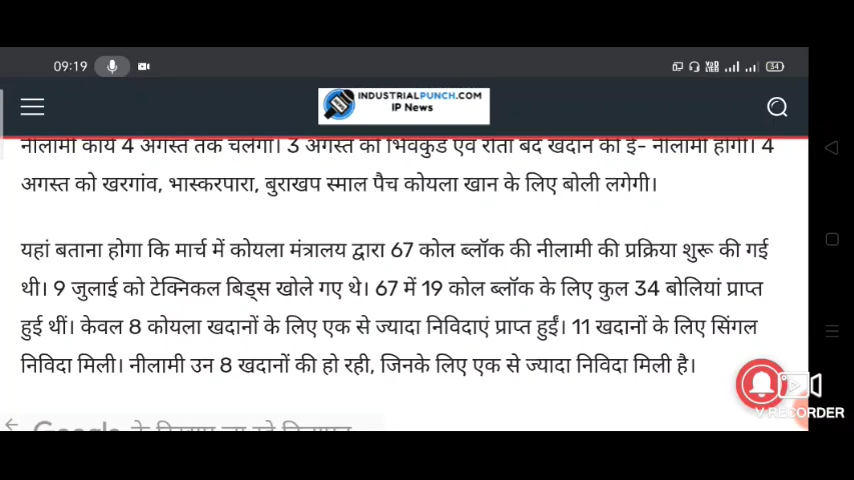 09:19
34
INDUSTRIALPUNCH.COM
IP News
नीलामी कार्य 4 अगस्त तक चलेगा। 3 अगस्त को भिवकुंड एवं रौता बंद खदान की ई- नीलामी होगी। 4
अगस्त को खरगांव, भास्करपारा, बुराखप स्माल पैच कोयला खान के लिए बोली लगेगी।
यहां बताना होगा कि मार्च में कोयला मंत्रालय द्वारा 67 कोल ब्लॉक की नीलामी की प्रक्रिया शुरू की गई
थी। 9 जुलाई को टेक्निकल बिड्स खोले गए थे। 67 में 19 कोल ब्लॉक के लिए कुल 34 बोलियां प्राप्त
हुई थीं। केवल 8 कोयला खदानों के लिए एक से ज्यादा निविदाएं प्राप्त हुईं। 11 खदानों के लिए सिंगल
निविदा मिली। नीलामी उन 8 खदानों की हो रही, जिनके लिए एक से ज्यादा निविदा मिली है।
V RECORDER
Google